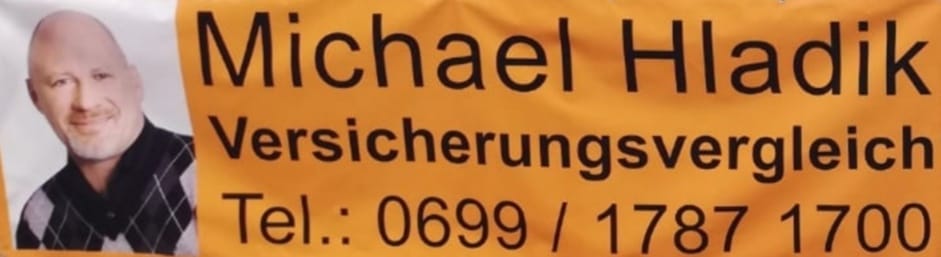 Michael Hladik
Versicherungsvergleich
Tel.: 0699 / 1787 1700